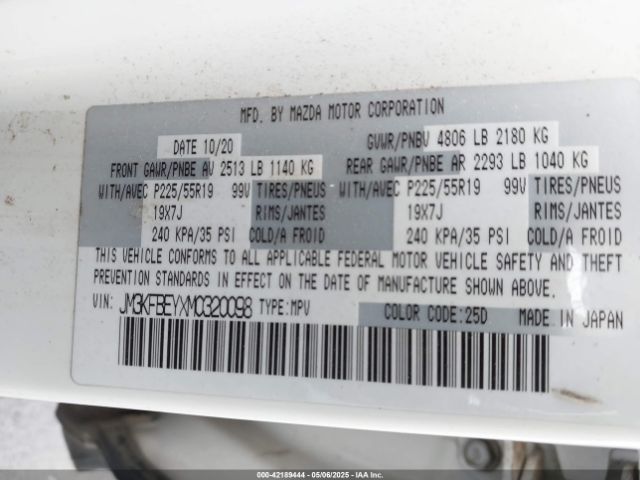 MFD. BY MAZDA MOTOR CORPORATION
DATE 10/20 GVWR/PNBV 4806 LB 2180 KG
FRONT GAWR/PNBE AV 2513 LB 1140 KG REAR GAWR/PNBE AR 2293 LB 1040 KG
WITH/AVEC P225/55R19 99V TIRES/PNEUS WITH/AVEC P225/55R19 99V TIRES/PNEUS
19X7J RIMS/JANTES 19X7J RIMS/JANTES
240 KPA/35 PSI COLD/A FROID 240 KPA/35 PSI COLD/A FROID
THIS VEHICLE CONFORMS TO ALL APPLICABLE FEDERAL MOTOR VEHICLE SAFETY AND THEFT
PREVENTION STANDARDS IN EFFECT ON THE DATE OF MANUFACTURE SHOWN ABOVE.
VIN: JM3KFBEYXM0320098 TYPE:MPV COLOR CODE:25D MADE IN JAPAN
000-42189444 - 05/06/2025 - IAA Inc.